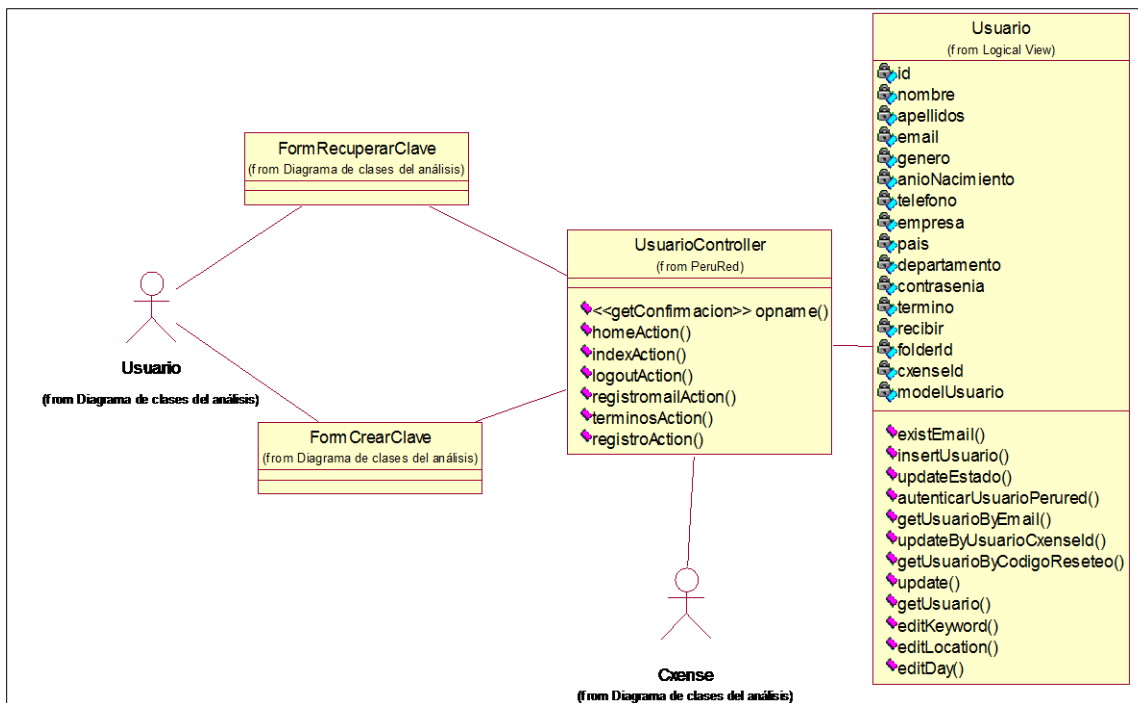 FormRecuperarClave
(from Diagrama de clases del análisis)
Usuario
(from Diagrama de clases del análisis)
FormCrearClave
(from Diagrama de clases del análisis)
UsuarioController
(from PeruRed)
<<getConfirmacion>> opname()
homeAction()
indexAction()
logoutAction()
registromailAction()
terminosAction()
registroAction()
Cxense
(from Diagrama de clases del análisis)
Usuario
(from Logical View)
id
nombre
apellidos
email
genero
anioNacimiento
telefono
empresa
pais
departamento
contrasenia
termino
recibir
folderId
cxenseId
modelUsuario
existEmail()
insertUsuario()
updateEstado()
autenticarUsuarioPerured()
getUsuarioByEmail()
updateByUsuarioCxenseId()
getUsuarioByCodigoReseteo()
update()
getUsuario()
editKeyword()
editLocation()
editDay()